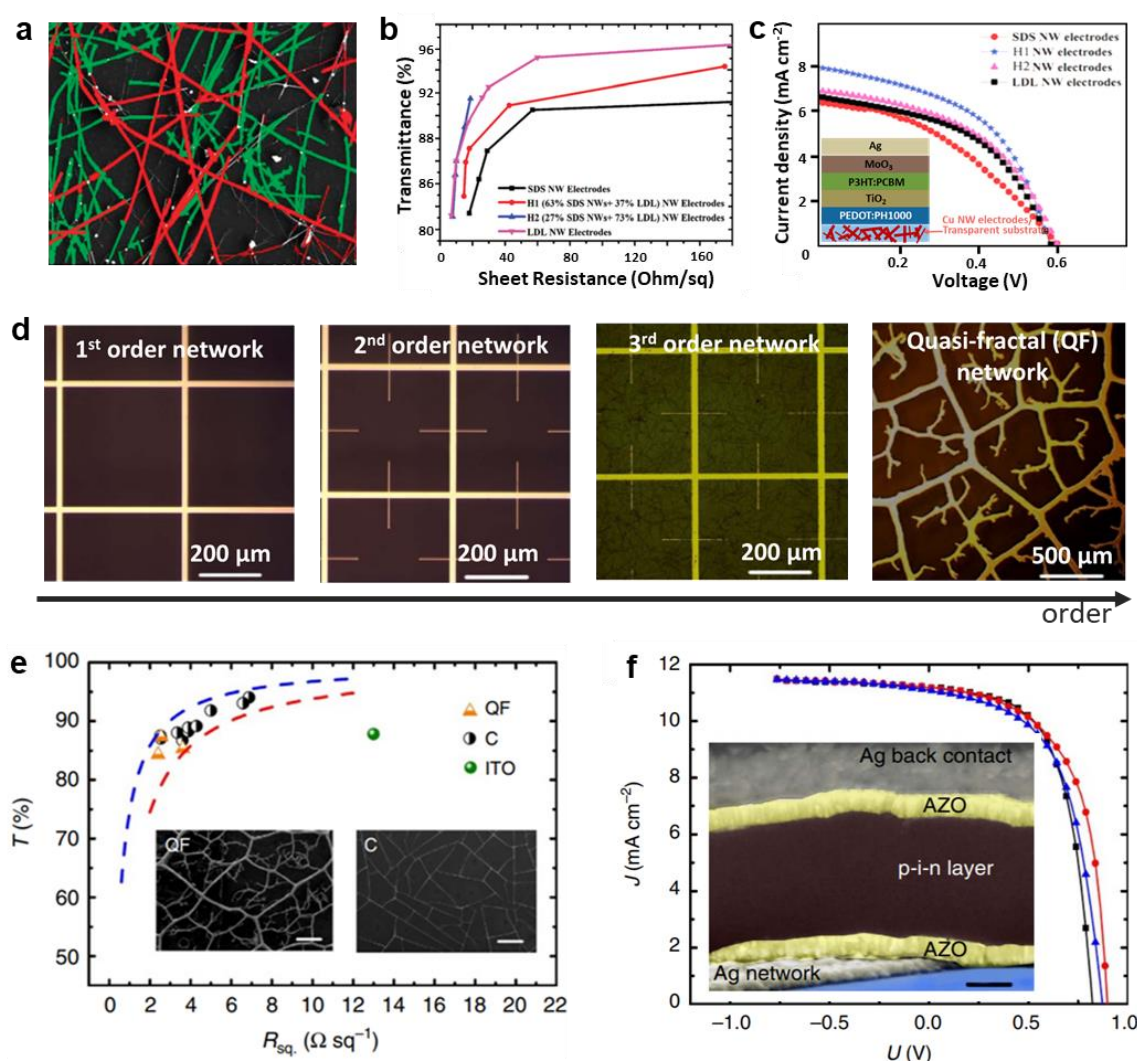 a
b
Transmittance (%)
96
92
88
86
80
0
40
80
120
160
Sheet Resistance (Ohm/sq)
SDS NW Electrodes
H1 (63% SDS NWs+ 37% LDL) NW Electrodes
H2 (27% SDS NWs+ 73% LDL) NW Electrodes
LDL NW Electrodes
c
Current density (mA cm-2)
8
6
4
2
0
0.2
0.4
0.6
Voltage (V)
SDS NW electrodes
H1 NW electrodes
H2 NW electrodes
LDL NW electrodes
Ag
MoO3
P3HT:PCBM
TiO2
PEDOT:PH1000
Cu NW electrodes/
Transparent substrate
d
1st order network
200 µm
2nd order network
200 µm
3rd order network
200 µm
Quasi-fractal (QF)
network
500 µm
order
e
T (%)
100
90
80
70
60
50
0
2
4
6
8
10
12
14
16
18
20
22
Rsq. (Ω sq−1)
QF
C
ITO
QF
C
f
J (mA cm−2)
12
10
8
6
4
2
0
−1.0
−0.5
0.0
0.5
1.0
U (V)
Ag back contact
AZO
p-i-n layer
AZO
Ag network